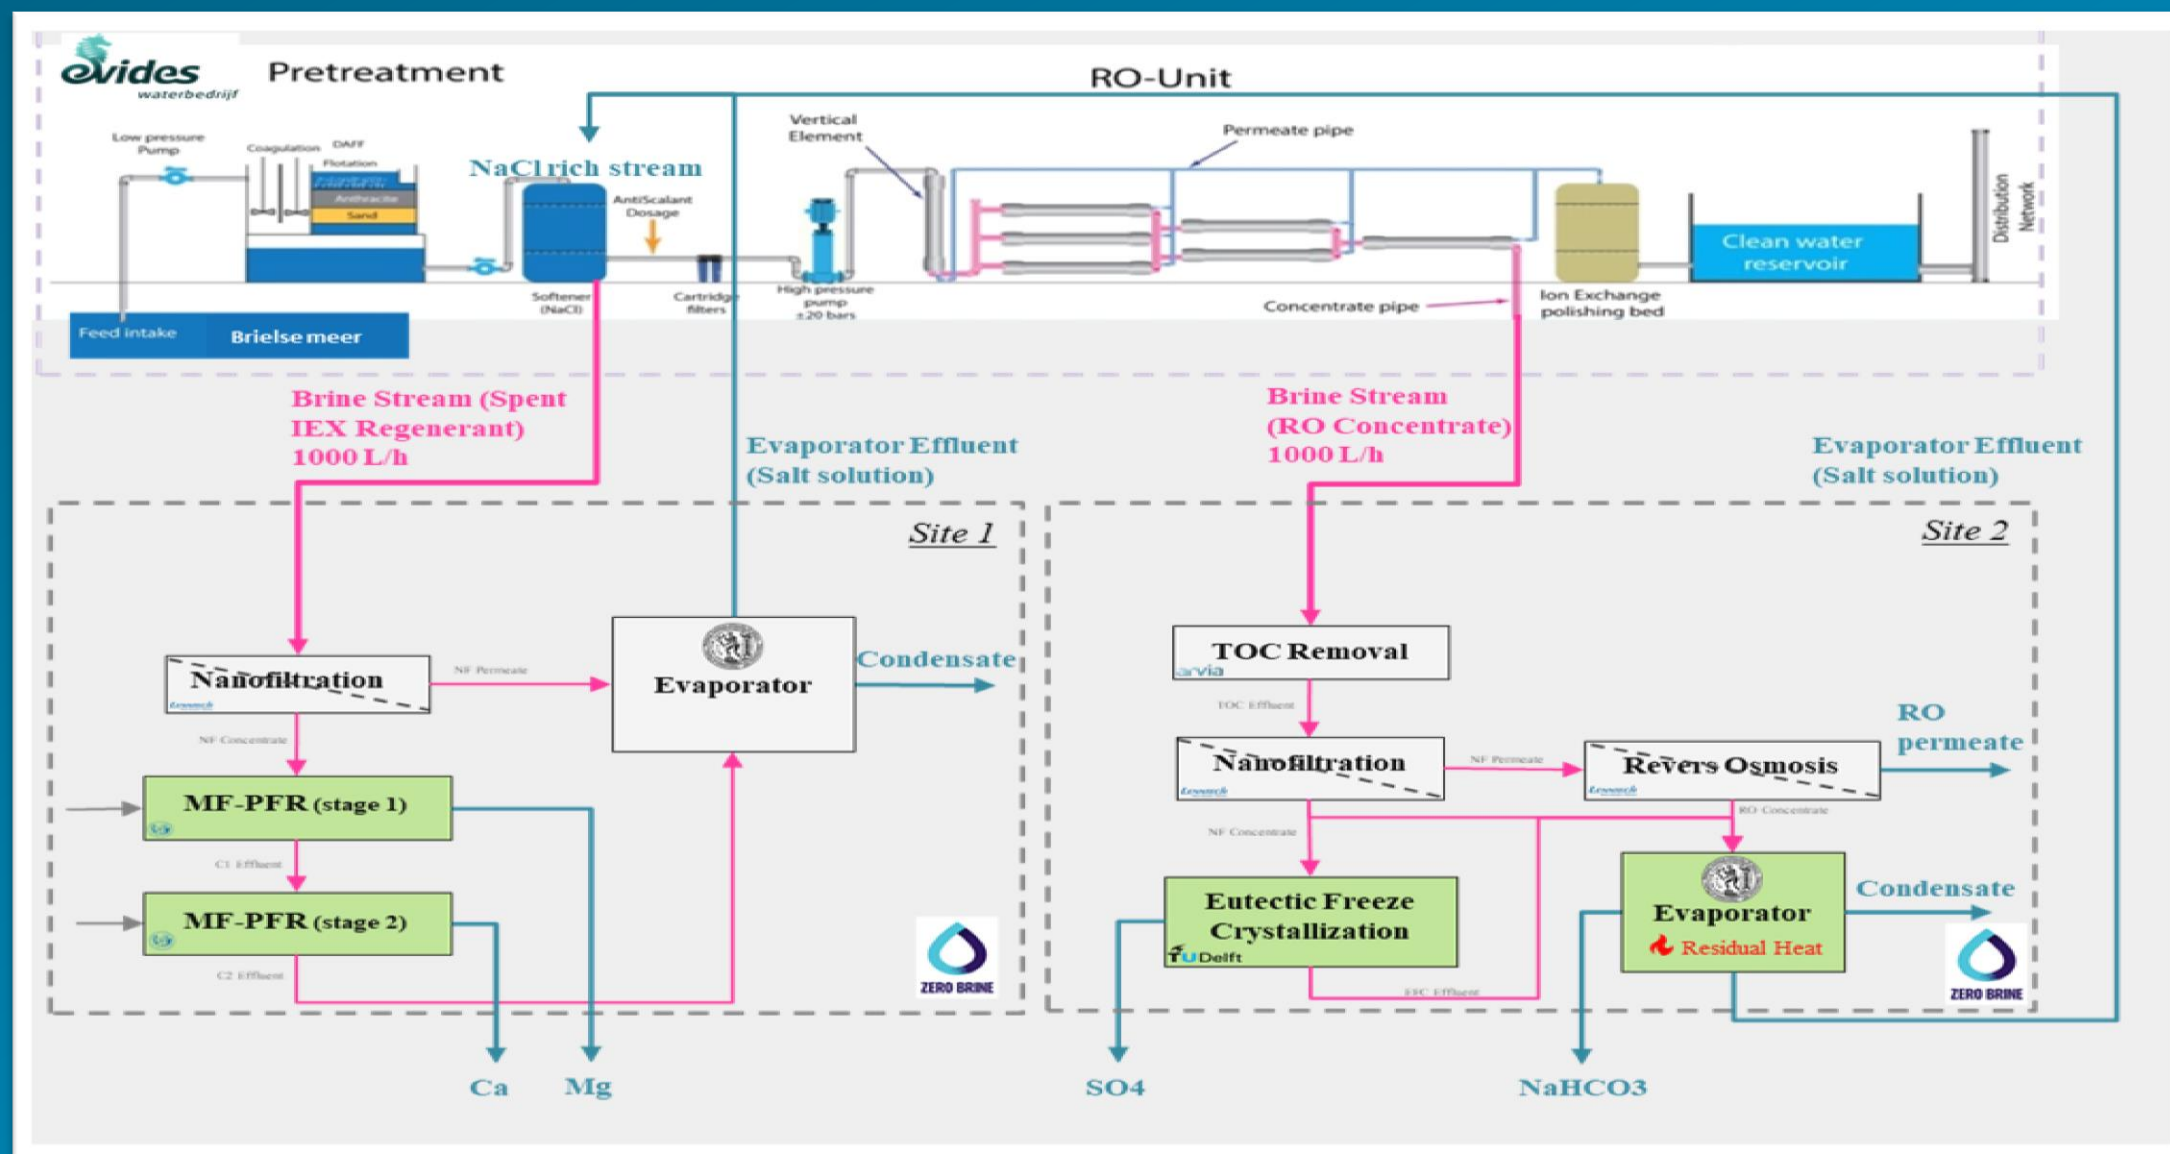 evides
waterbedrijf
Pretreatment
RO-Unit
Low pressure
Pump
Coagulation
DAFF
Flotation
Anthracite
Sand
NaCl rich stream
AntiScalant
Dosage
Vertical
Element
Permeate pipe
Softener
(NaCl)
Cartridge
filters
High pressure
pump
±20 bars
Concentrate pipe
Ion Exchange
polishing bed
Clean water
reservoir
Distribution
Network
Feed intake
Brielse meer
Brine Stream (Spent
IEX Regenerant)
1000 L/h
Evaporator Effluent
(Salt solution)
Brine Stream
(RO Concentrate)
1000 L/h
Evaporator Effluent
(Salt solution)
Site 1
Nanofiltration
Lenntech
NF Permeate
Evaporator
Condensate
NF Concentrate
MF-PFR (stage 1)
C1 Effluent
MF-PFR (stage 2)
C2 Effluent
ZERO BRINE
Ca
Mg
Site 2
TOC Removal
arvia
TOC Effluent
Nanofiltration
Lenntech
NF Permeate
Revers Osmosis
Lenntech
RO
permeate
NF Concentrate
RO Concentrate
Eutectic Freeze
Crystallization
TU Delft
EFC Effluent
Evaporator
Residual Heat
Condensate
ZERO BRINE
SO4
NaHCO3